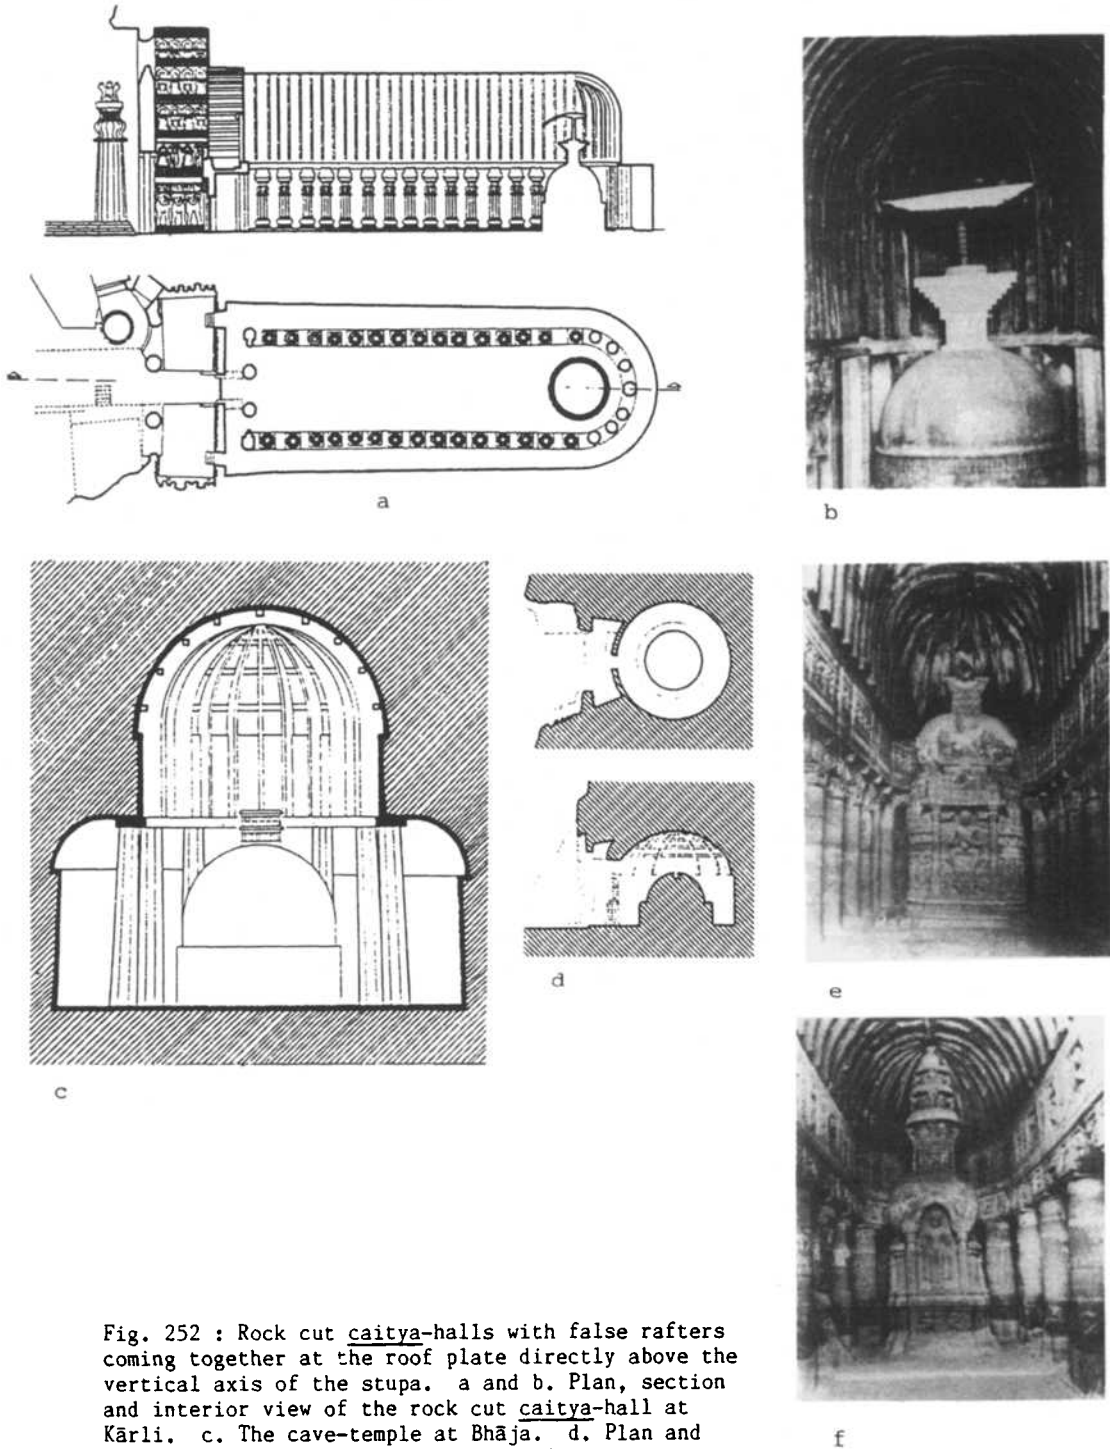 a
b
c
d
e
f
Fig. 252 : Rock cut caitya-halls with false rafters
coming together at the roof plate directly above the
vertical axis of the stupa. a and b. Plan, section
and interior view of the rock cut caitya-hall at
Kārli. c. The cave-temple at Bhāja. d. Plan and